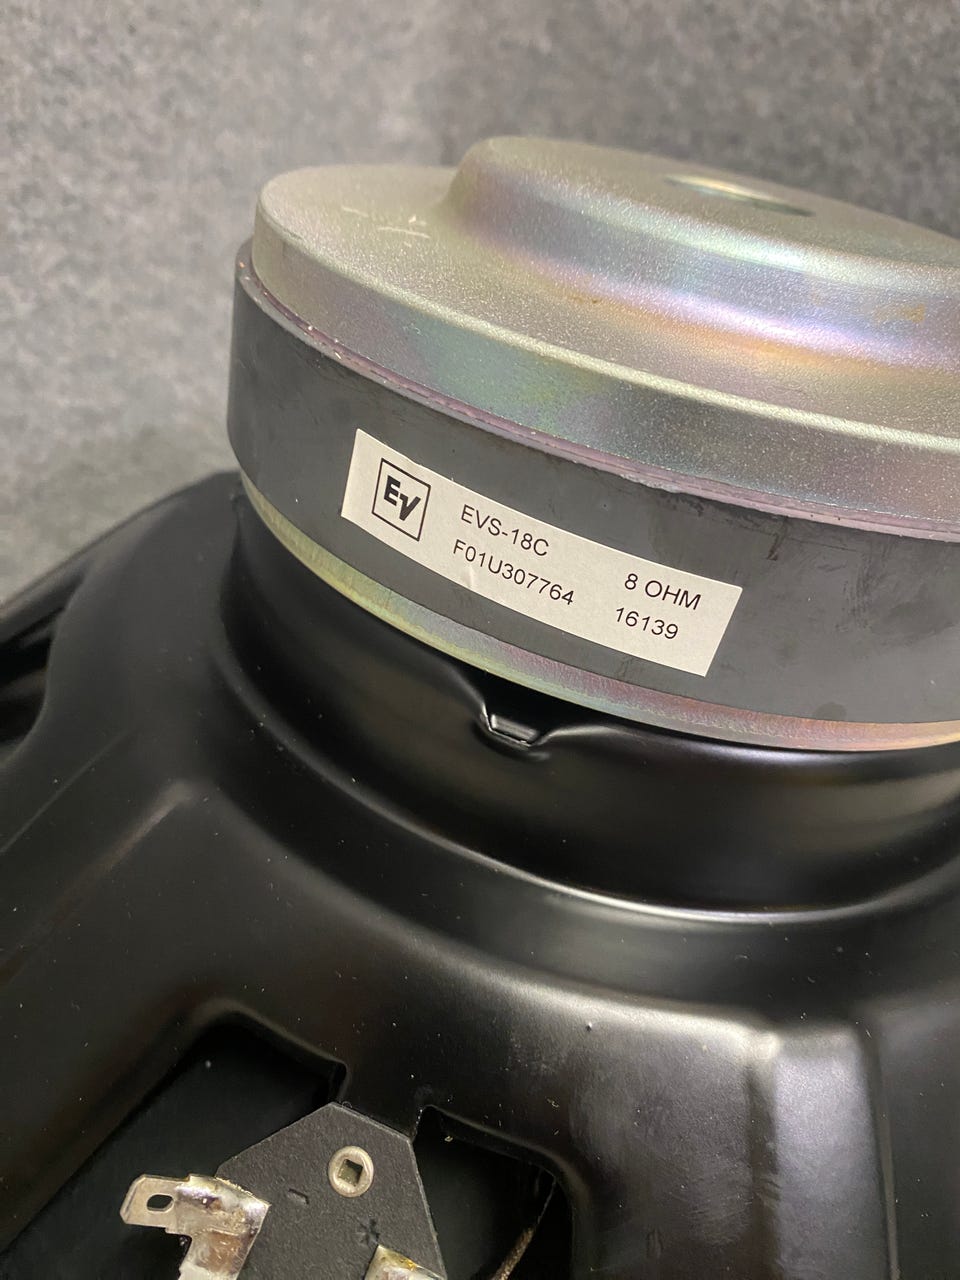 EV
EVS-18C 8 OHM
F01U307764 16139